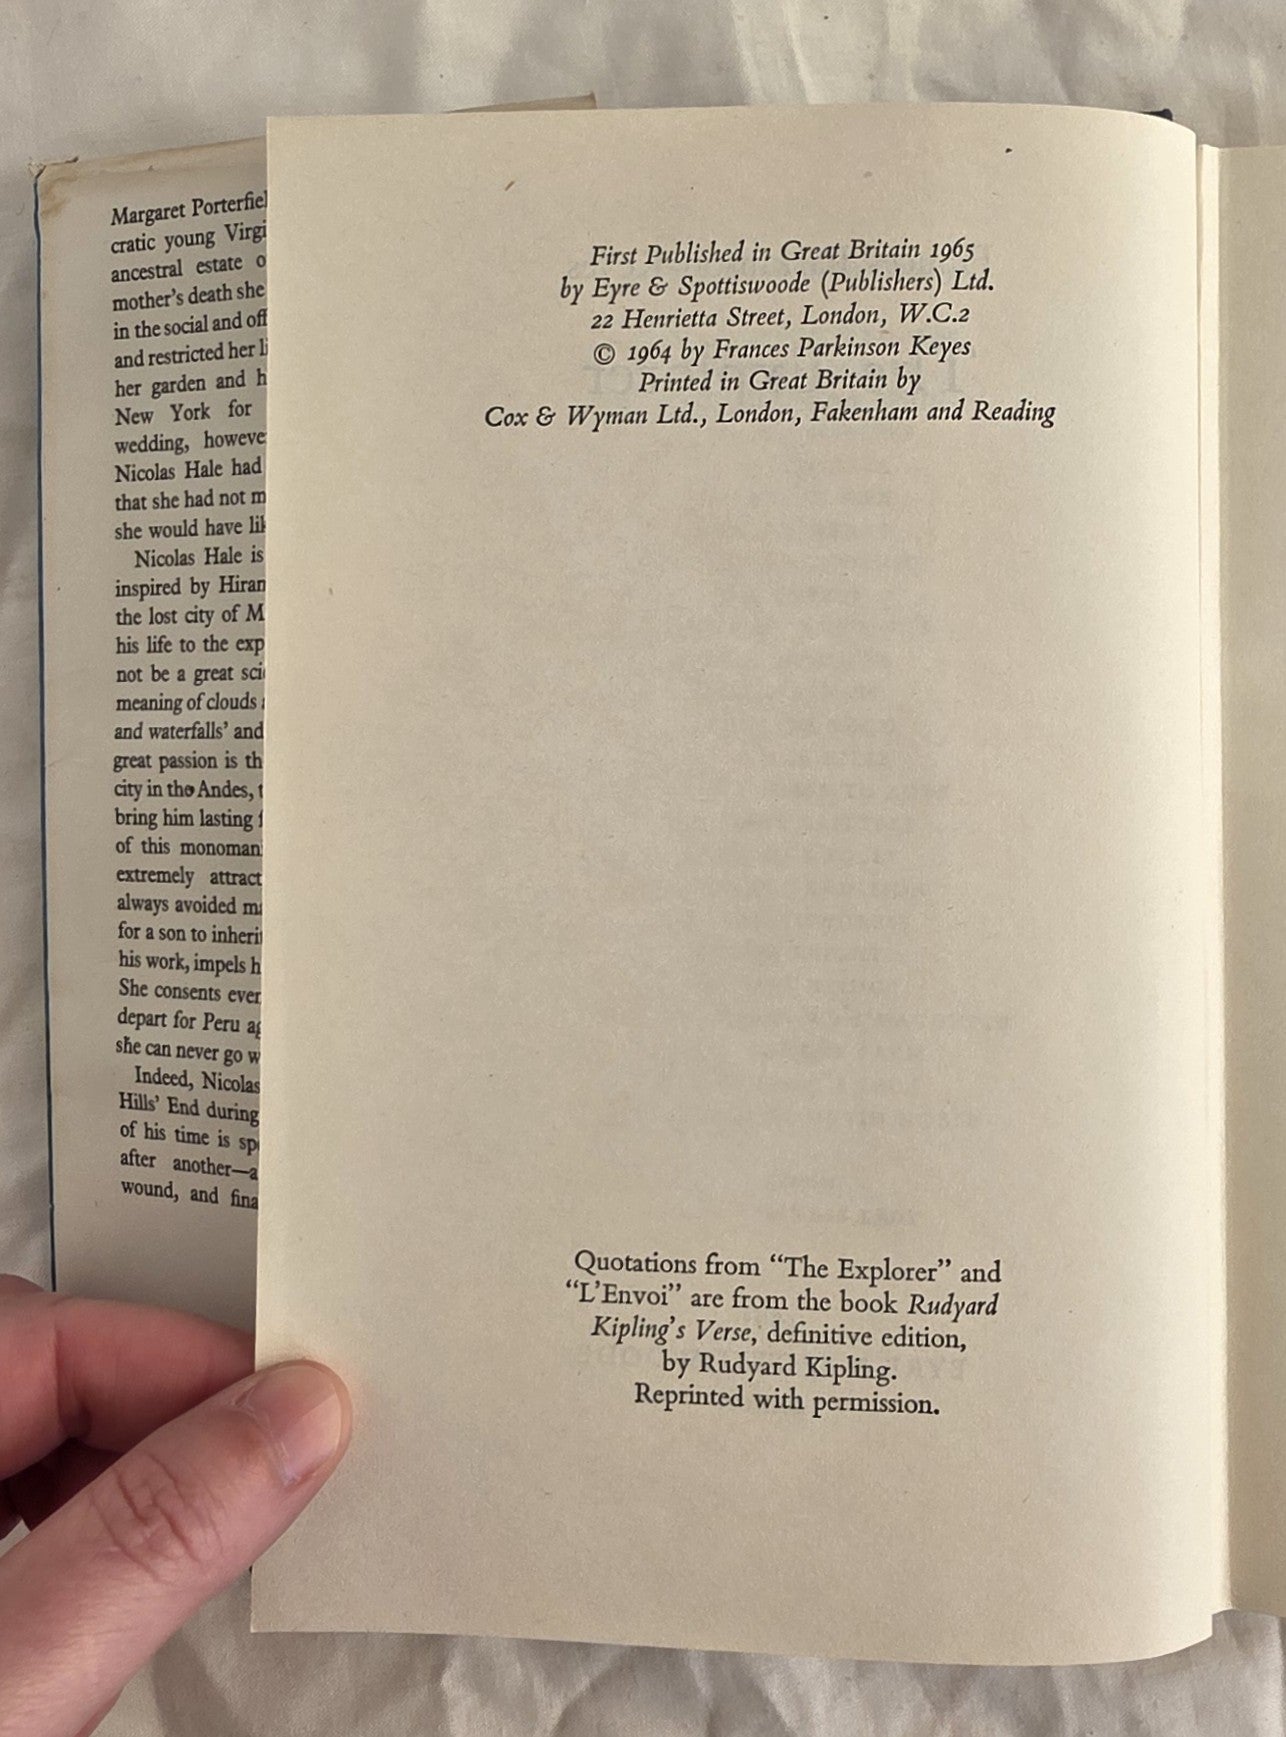 Margaret Porterfiel
cratic young Virgi
ancestral estate o
mother's death she
in the social and off
and restricted her li
her garden and h
New York for
wedding, howeve
Nicolas Hale had
that she had not m
she would have lik
Nicolas Hale is
inspired by Hiran
the lost city of M
his life to the exp
not be a great sci
meaning of clouds
and waterfalls' and
great passion is th
city in the Andes, t
bring him lasting f
of this monoman
extremely attract
always avoided ma
for a son to inherit
his work, impels h
She consents ever
depart for Peru ag
she can never go w
Indeed, Nicolas
Hills' End during
of his time is spe
after another—a
wound, and fina
First Published in Great Britain 1965
by Eyre & Spottiswoode (Publishers) Ltd.
22 Henrietta Street, London, W.C.2
© 1964 by Frances Parkinson Keyes
Printed in Great Britain by
Cox & Wyman Ltd., London, Fakenham and Reading
Quotations from "The Explorer" and
"L'Envoi" are from the book Rudyard
Kipling's Verse, definitive edition,
by Rudyard Kipling.
Reprinted with permission.